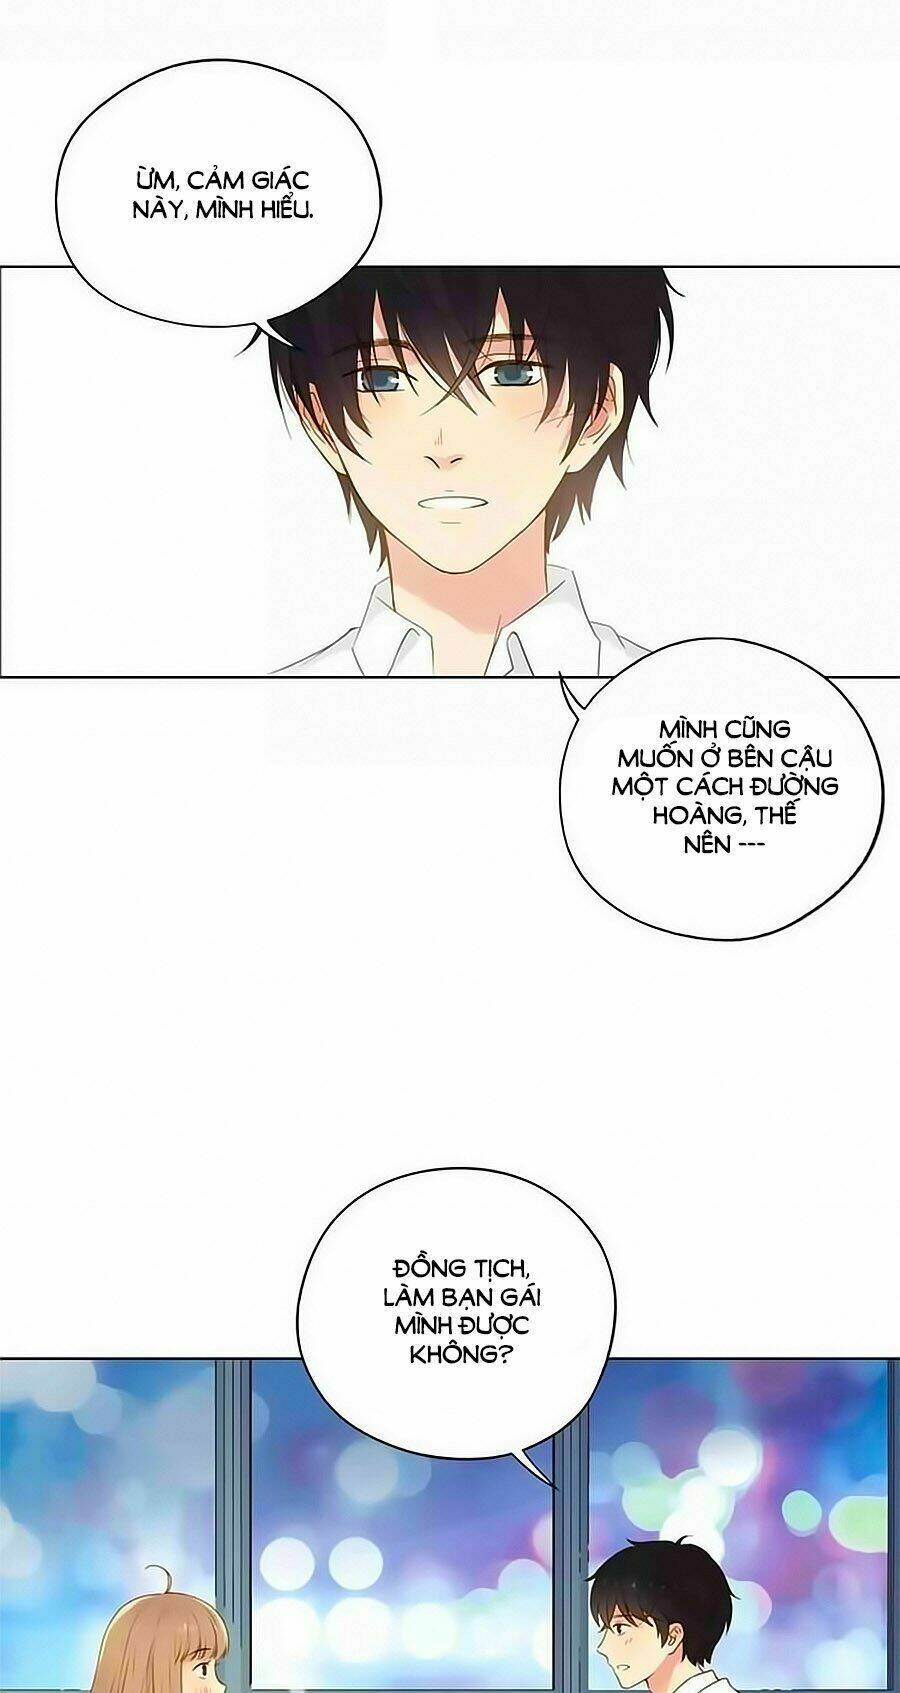 ỪM, CẢM GIÁC
NÀY, MÌNH HIỂU.
MÌNH CŨNG
MUỐN Ở BÊN CẬU
MỘT CÁCH ĐƯỜNG
HOÀNG, THẾ
NÊN ---
ĐỒNG TỊCH,
LÀM BẠN GÁI
MÌNH ĐƯỢC
KHÔNG?